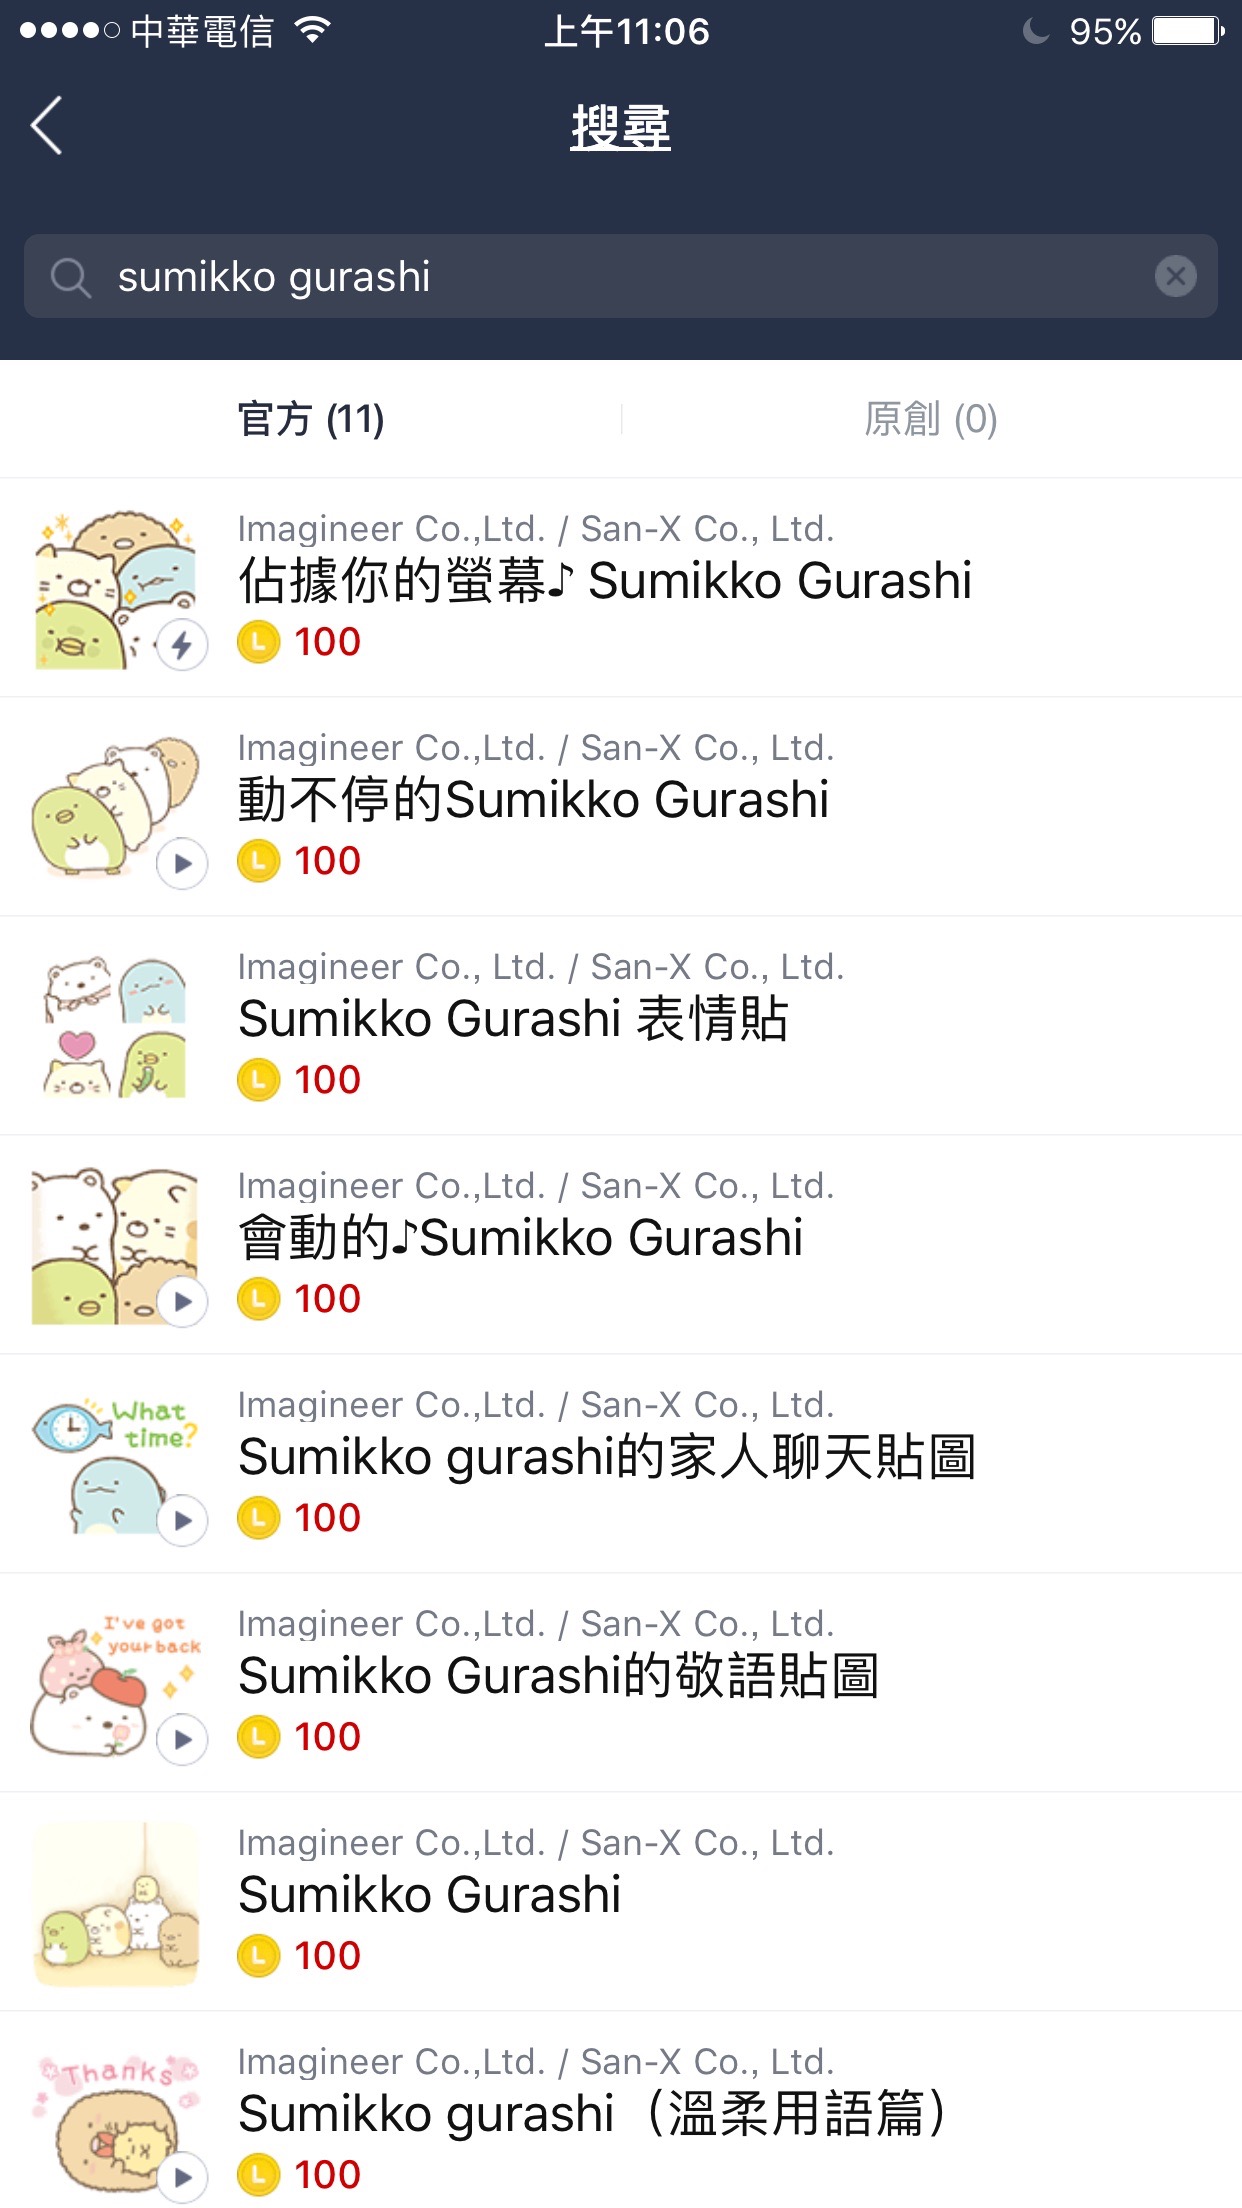 中華電信
上午11:06
95%
搜尋
sumikko gurashi
官方 (11)
原創 (0)
Imagineer Co.,Ltd. / San-X Co., Ltd.
佔據你的螢幕♪ Sumikko Gurashi
L 100
Imagineer Co.,Ltd. / San-X Co., Ltd.
動不停的Sumikko Gurashi
L 100
Imagineer Co., Ltd. / San-X Co., Ltd.
Sumikko Gurashi 表情貼
L 100
Imagineer Co.,Ltd. / San-X Co., Ltd.
會動的♪Sumikko Gurashi
L 100
What
time?
Imagineer Co.,Ltd. / San-X Co., Ltd.
Sumikko gurashi的家人聊天貼圖
L 100
I've got
your back
Imagineer Co.,Ltd. / San-X Co., Ltd.
Sumikko Gurashi的敬語貼圖
L 100
Imagineer Co.,Ltd. / San-X Co., Ltd.
Sumikko Gurashi
L 100
Thanks
Imagineer Co.,Ltd. / San-X Co., Ltd.
Sumikko gurashi（溫柔用語篇）
L 100